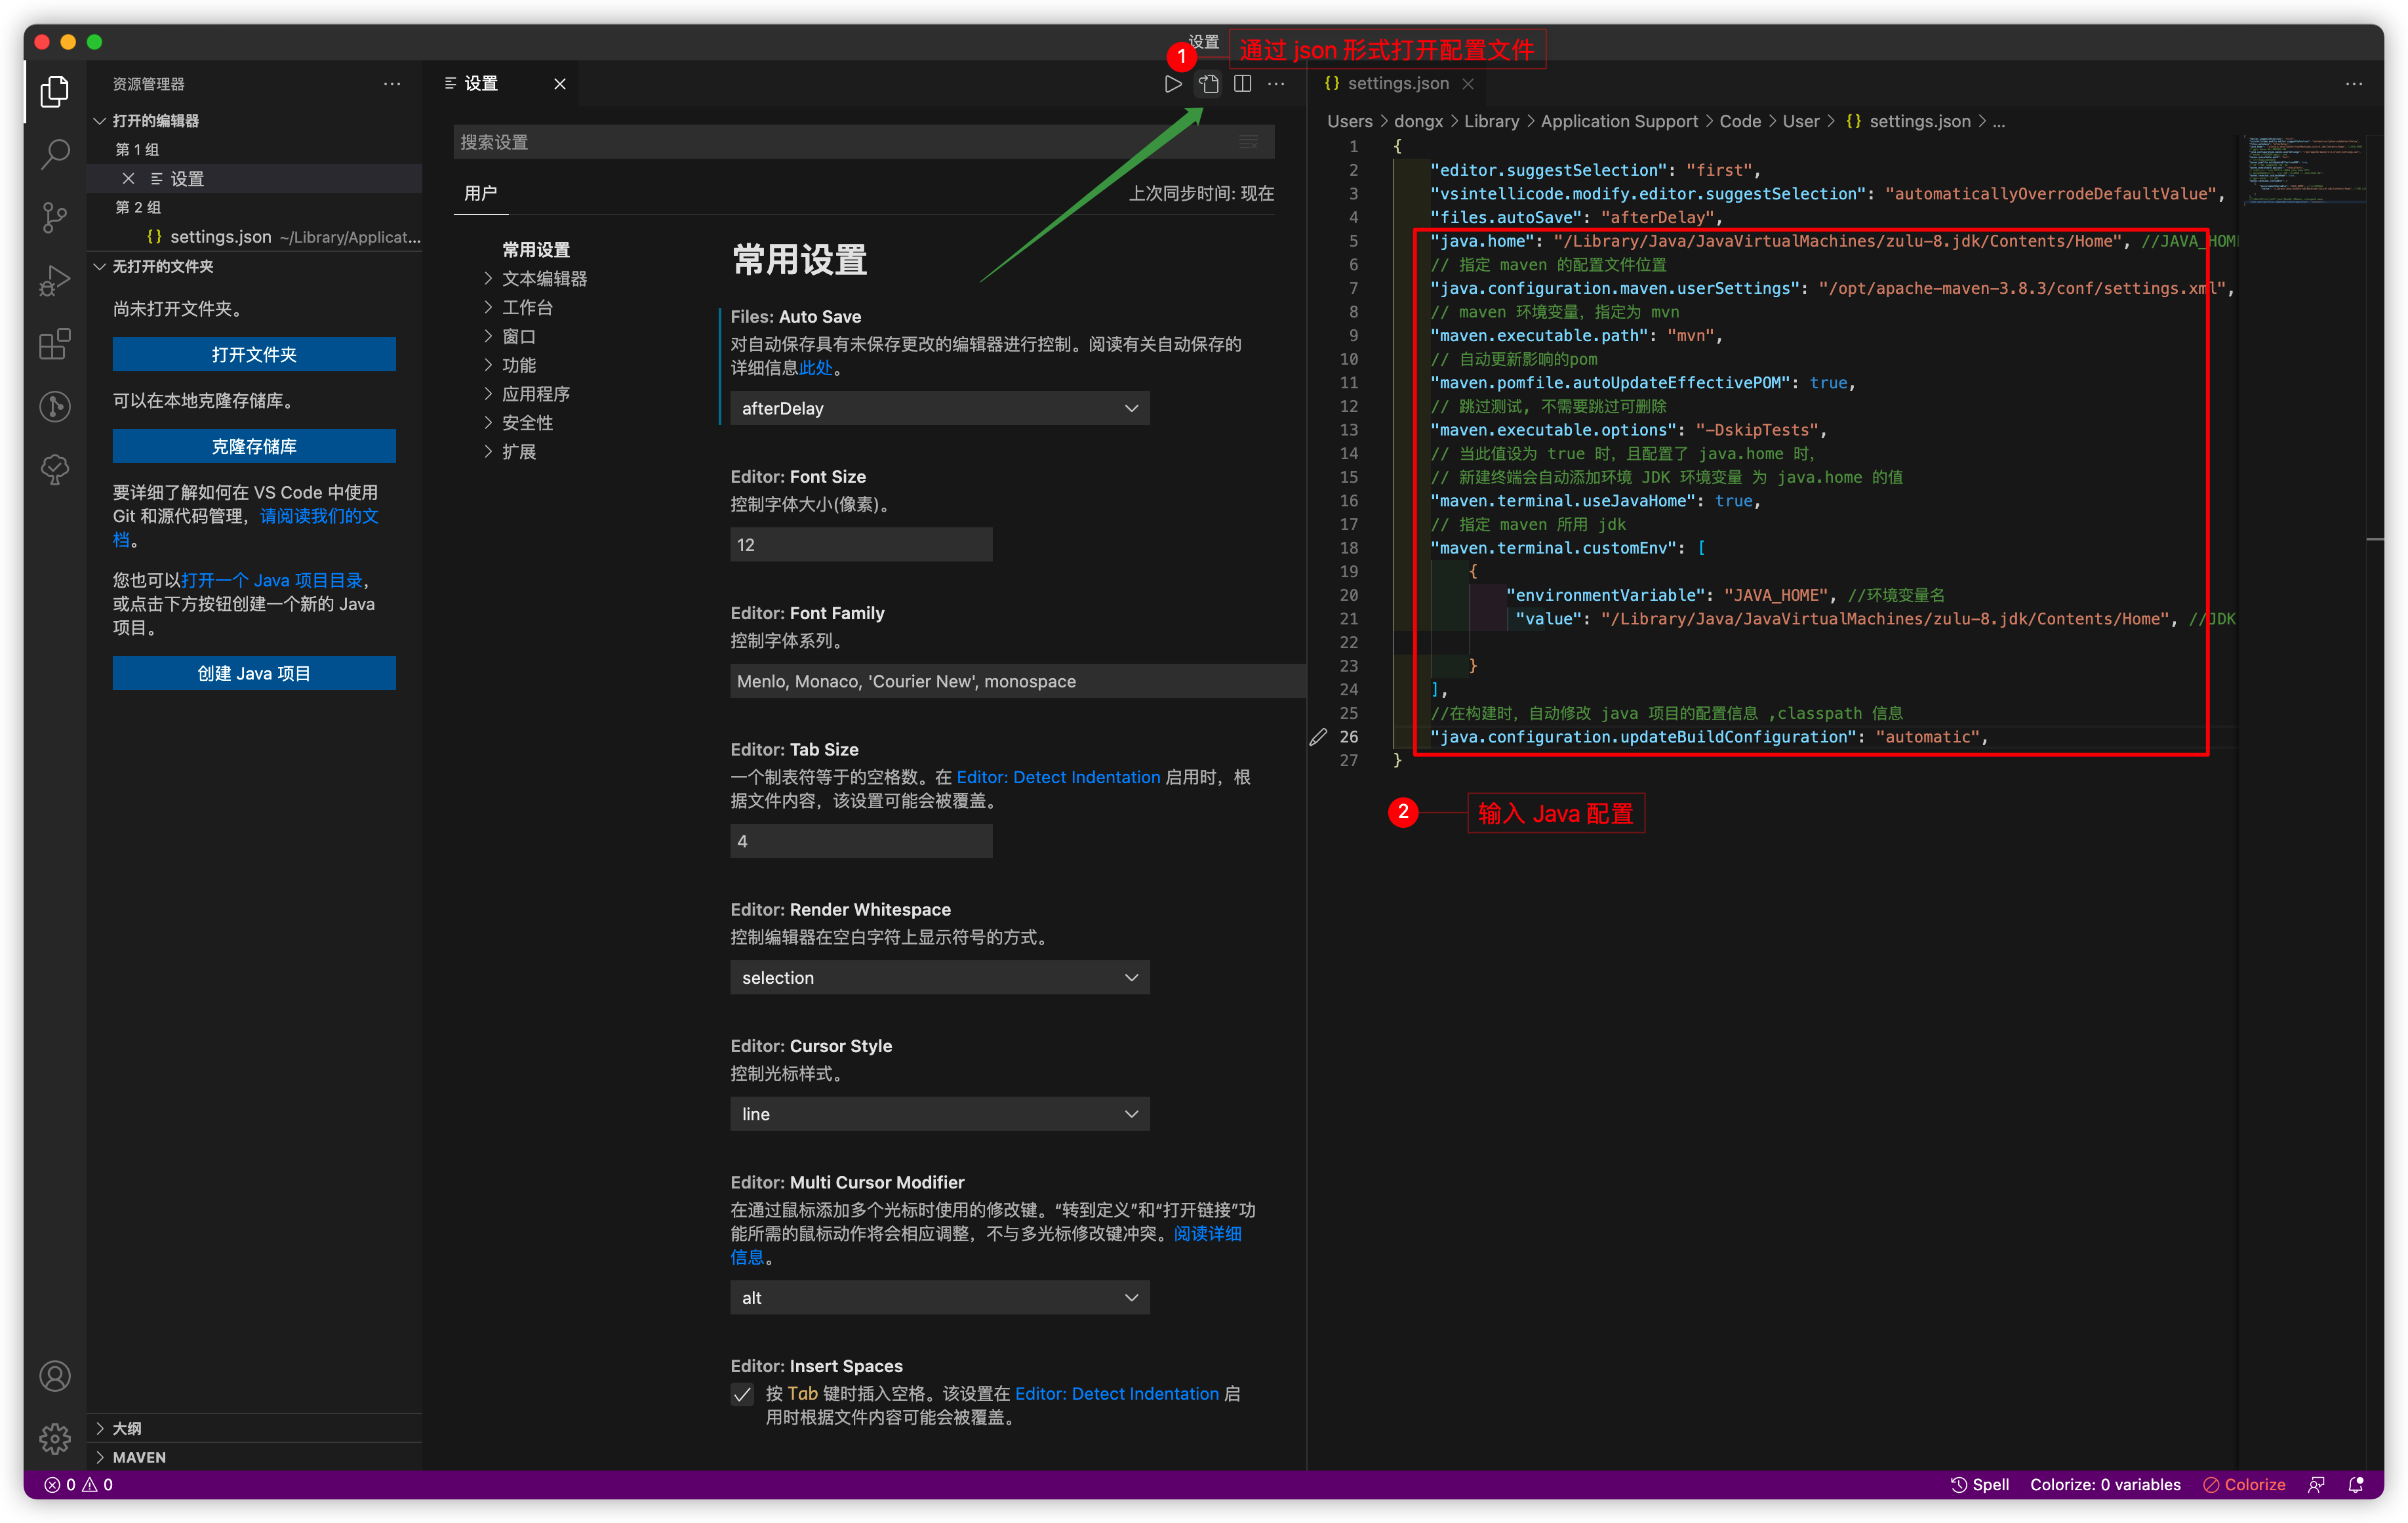 设置
1
通过 json 形式打开配置文件
资源管理器
打开的编辑器
第 1 组
设置
第 2 组
{} settings.json ~/Library/Applicat...
无打开的文件夹
尚未打开文件夹。
打开文件夹
可以在本地克隆存储库。
克隆存储库
要详细了解如何在 VS Code 中使用
Git 和源代码管理，请阅读我们的文
档。
您也可以打开一个 Java 项目目录，
或点击下方按钮创建一个新的 Java
项目。
创建 Java 项目
大纲
MAVEN
设置
搜索设置
用户
上次同步时间: 现在
常用设置
文本编辑器
工作台
窗口
功能
应用程序
安全性
扩展
常用设置
Files: Auto Save
对自动保存具有未保存更改的编辑器进行控制。阅读有关自动保存的
详细信息此处。
afterDelay
Editor: Font Size
控制字体大小(像素)。
12
Editor: Font Family
控制字体系列。
Menlo, Monaco, 'Courier New', monospace
Editor: Tab Size
一个制表符等于的空格数。在 Editor: Detect Indentation 启用时，根
据文件内容，该设置可能会被覆盖。
4
Editor: Render Whitespace
控制编辑器在空白字符上显示符号的方式。
selection
Editor: Cursor Style
控制光标样式。
line
Editor: Multi Cursor Modifier
在通过鼠标添加多个光标时使用的修改键。“转到定义”和“打开链接”功
能所需的鼠标动作将会相应调整，不与多光标修改键冲突。阅读详细
信息。
alt
Editor: Insert Spaces
按 Tab 键时插入空格。该设置在 Editor: Detect Indentation 启
用时根据文件内容可能会被覆盖。
{} settings.json
Users > dongx > Library > Application Support > Code > User > {} settings.json > ...
1 {
2 "editor.suggestSelection": "first",
3 "vsintellicode.modify.editor.suggestSelection": "automaticallyOverrodeDefaultValue",
4 "files.autoSave": "afterDelay",
5 "java.home": "/Library/Java/JavaVirtualMachines/zulu-8.jdk/Contents/Home", //JAVA_HOM
6 // 指定 maven 的配置文件位置
7 "java.configuration.maven.userSettings": "/opt/apache-maven-3.8.3/conf/settings.xml",
8 // maven 环境变量，指定为 mvn
9 "maven.executable.path": "mvn",
10 // 自动更新影响的pom
11 "maven.pomfile.autoUpdateEffectivePOM": true,
12 // 跳过测试, 不需要跳过可删除
13 "maven.executable.options": "-DskipTests",
14 // 当此值设为 true 时，且配置了 java.home 时，
15 // 新建终端会自动添加环境 JDK 环境变量 为 java.home 的值
16 "maven.terminal.useJavaHome": true,
17 // 指定 maven 所用 jdk
18 "maven.terminal.customEnv": [
19 {
20 "environmentVariable": "JAVA_HOME", //环境变量名
21 "value": "/Library/Java/JavaVirtualMachines/zulu-8.jdk/Contents/Home", //JDK
22
23 }
24 ],
25 //在构建时，自动修改 java 项目的配置信息 ,classpath 信息
26 "java.configuration.updateBuildConfiguration": "automatic",
27 }
2
输入 Java 配置
0 0
Spell
Colorize: 0 variables
Colorize